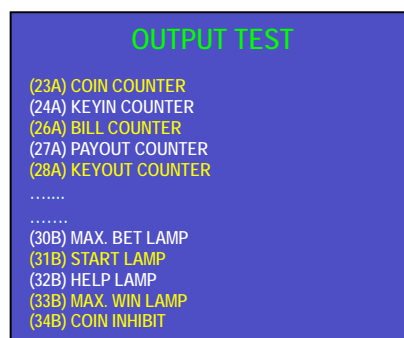 OUTPUT TEST
(23A) COIN COUNTER
(24A) KEYIN COUNTER
(26A) BILL COUNTER
(27A) PAYOUT COUNTER
(28A) KEYOUT COUNTER
…....
…….
(30B) MAX. BET LAMP
(31B) START LAMP
(32B) HELP LAMP
(33B) MAX. WIN LAMP
(34B) COIN INHIBIT